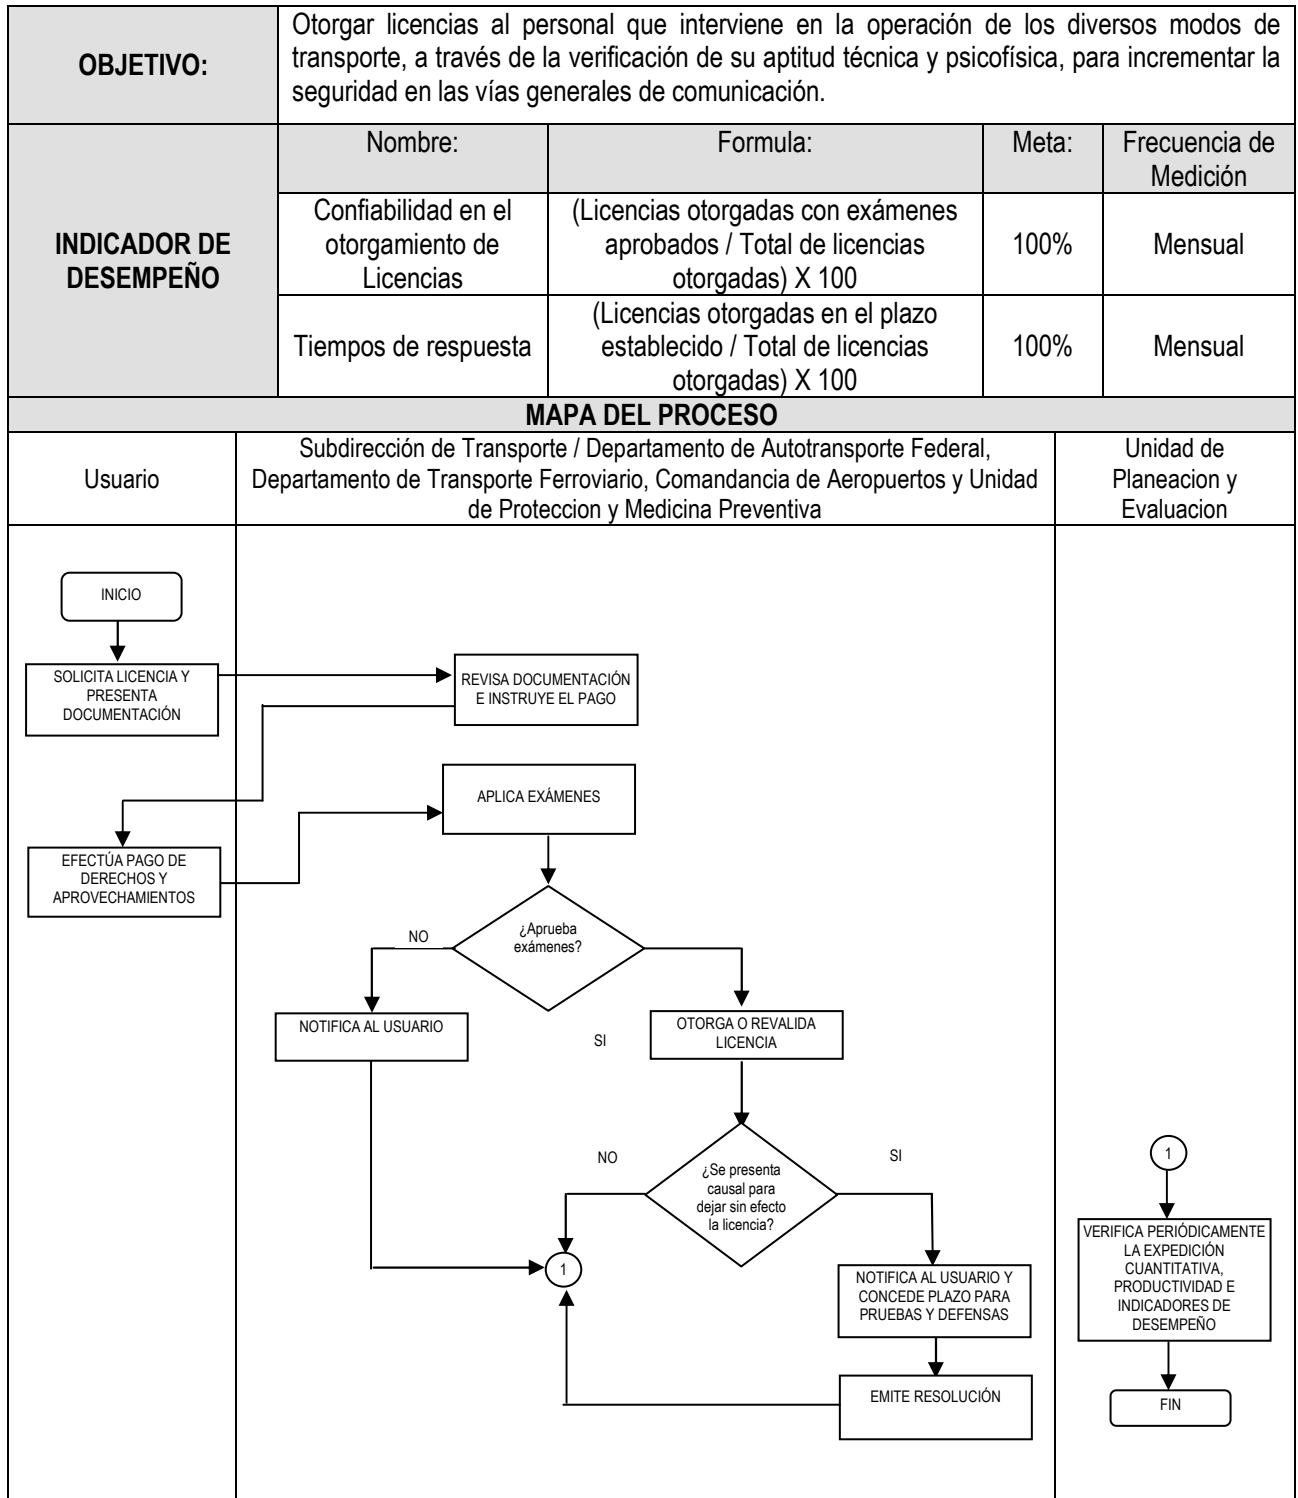 OBJETIVO:
Otorgar licencias al personal que interviene en la operación de los diversos modos de
transporte, a través de la verificación de su aptitud técnica y psicofísica, para incrementar la
seguridad en las vías generales de comunicación.
INDICADOR DE
DESEMPEÑO
Nombre:
Formula:
Meta:
Frecuencia de
Medición
Confiabilidad en el
otorgamiento de
Licencias
(Licencias otorgadas con exámenes
aprobados / Total de licencias
otorgadas) X 100
100%
Mensual
Tiempos de respuesta
(Licencias otorgadas en el plazo
establecido / Total de licencias
otorgadas) X 100
100%
Mensual
MAPA DEL PROCESO
Usuario
Subdirección de Transporte / Departamento de Autotransporte Federal,
Departamento de Transporte Ferroviario, Comandancia de Aeropuertos y Unidad
de Proteccion y Medicina Preventiva
Unidad de
Planeacion y
Evaluacion
INICIO
SOLICITA LICENCIA Y
PRESENTA
DOCUMENTACIÓN
REVISA DOCUMENTACIÓN
E INSTRUYE EL PAGO
APLICA EXÁMENES
EFECTÚA PAGO DE
DERECHOS Y
APROVECHAMIENTOS
¿Aprueba
exámenes?
NO
NOTIFICA AL USUARIO
SI
OTORGA O REVALIDA
LICENCIA
NO
¿Se presenta
causal para
dejar sin efecto
la licencia?
SI
1
NOTIFICA AL USUARIO Y
CONCEDE PLAZO PARA
PRUEBAS Y DEFENSAS
EMITE RESOLUCIÓN
1
VERIFICA PERIÓDICAMENTE
LA EXPEDICIÓN
CUANTITATIVA,
PRODUCTIVIDAD E
INDICADORES DE
DESEMPEÑO
FIN